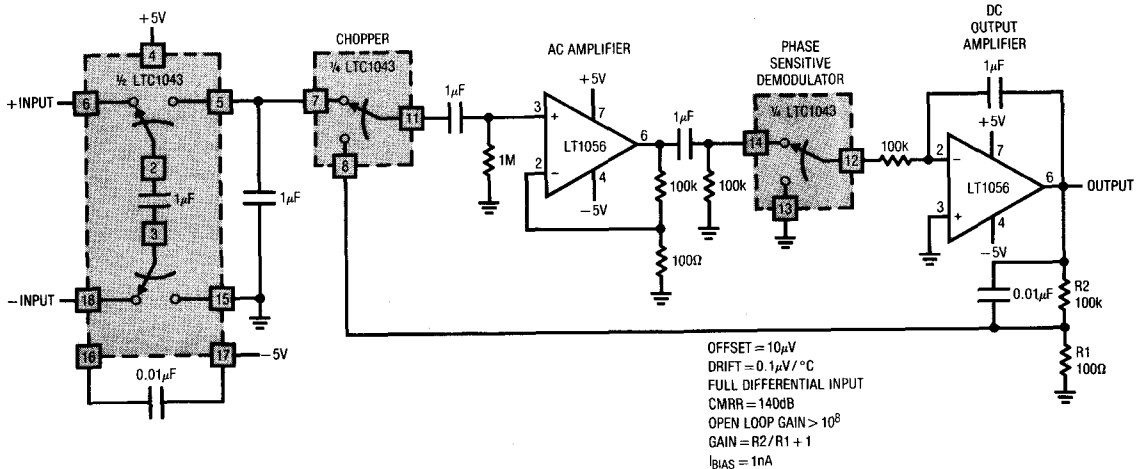 +5V
4
½ LTC1043
+INPUT
6
5
2
1µF
3
1µF
−INPUT
18
15
16
17
−5V
0.01µF
CHOPPER
¼ LTC1043
7
11
8
1µF
1M
AC AMPLIFIER
+5V
3
7
6
LT1056
2
4
−5V
1µF
100k
100k
100Ω
PHASE
SENSITIVE
DEMODULATOR
¼ LTC1043
14
12
13
DC
OUTPUT
AMPLIFIER
1µF
100k
+5V
2
7
LT1056
6
OUTPUT
3
4
−5V
0.01µF
R2
100k
R1
100Ω
OFFSET = 10µV
DRIFT = 0.1µV/°C
FULL DIFFERENTIAL INPUT
CMRR = 140dB
OPEN LOOP GAIN > 10⁸
GAIN = R2/R1 + 1
IBIAS = 1nA